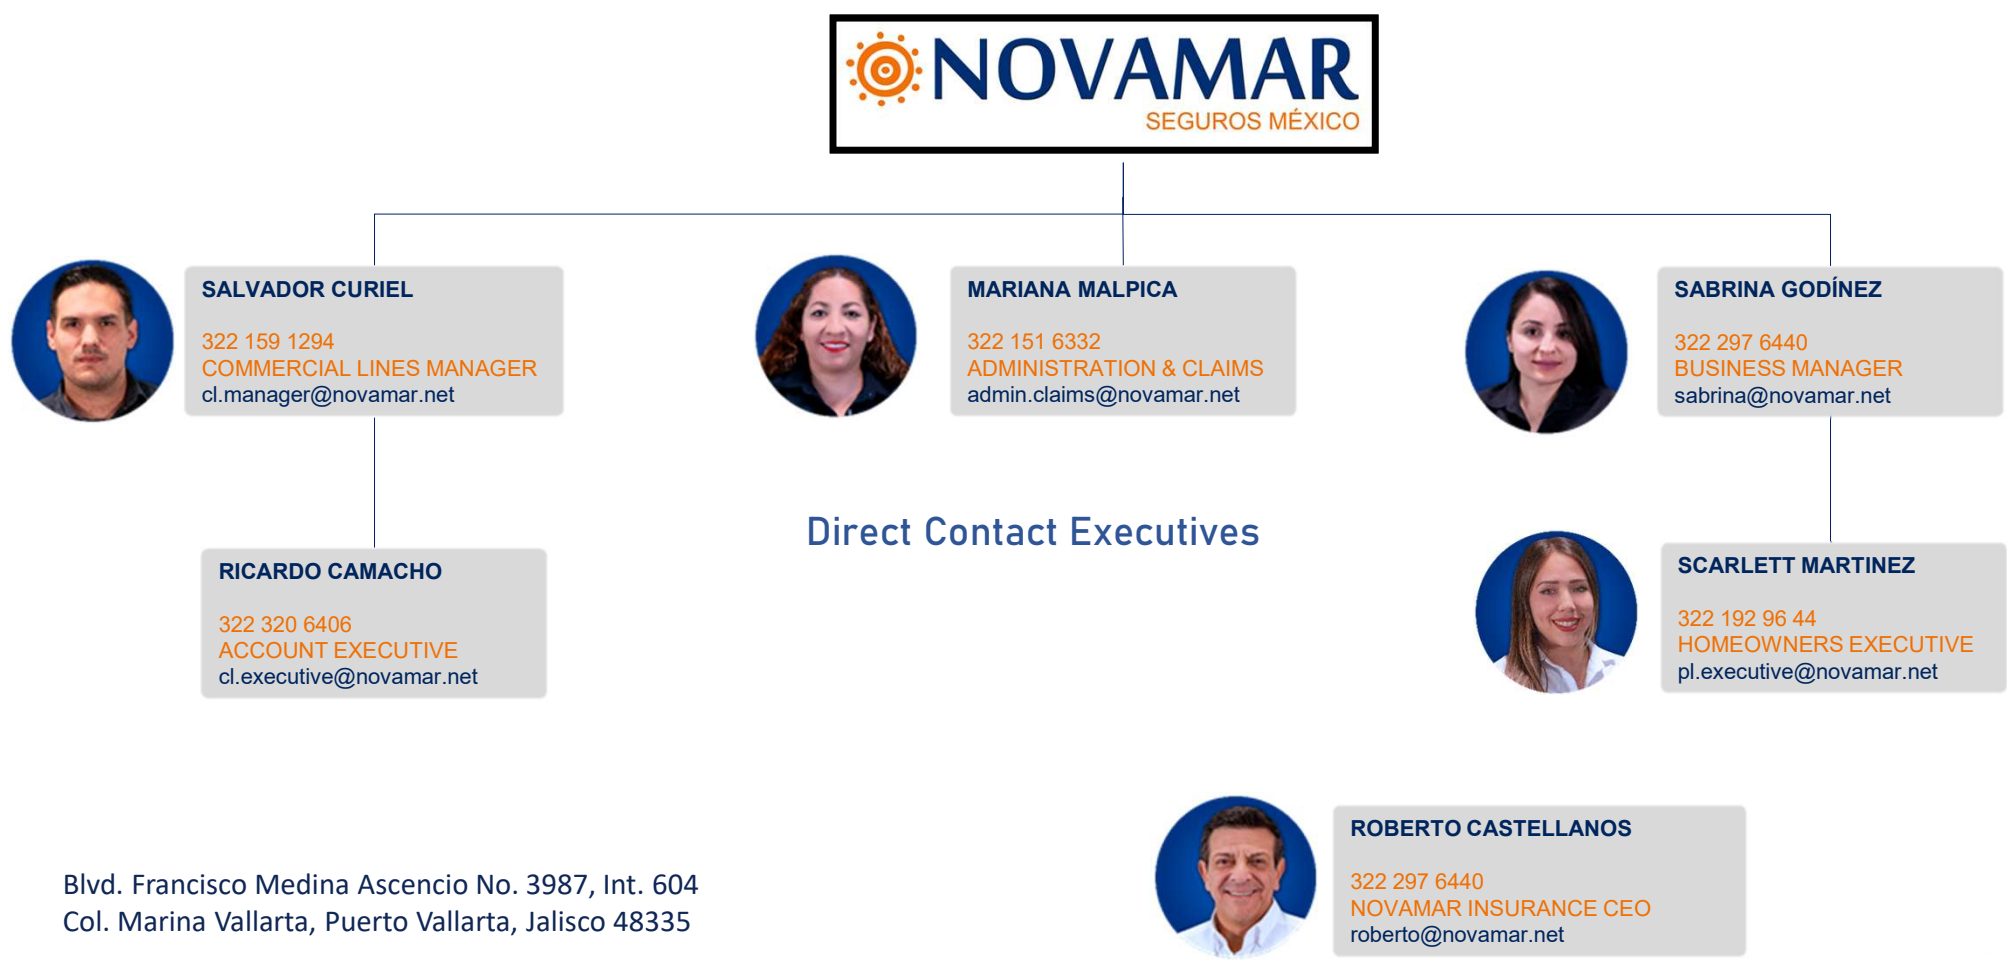 NOVAMAR
SEGUROS MÉXICO
SALVADOR CURIEL
322 159 1294
COMMERCIAL LINES MANAGER
cl.manager@novamar.net
MARIANA MALPICA
322 151 6332
ADMINISTRATION & CLAIMS
admin.claims@novamar.net
SABRINA GODÍNEZ
322 297 6440
BUSINESS MANAGER
sabrina@novamar.net
Direct Contact Executives
RICARDO CAMACHO
322 320 6406
ACCOUNT EXECUTIVE
cl.executive@novamar.net
SCARLETT MARTINEZ
322 192 96 44
HOMEOWNERS EXECUTIVE
pl.executive@novamar.net
ROBERTO CASTELLANOS
322 297 6440
NOVAMAR INSURANCE CEO
roberto@novamar.net
Blvd. Francisco Medina Ascencio No. 3987, Int. 604
Col. Marina Vallarta, Puerto Vallarta, Jalisco 48335